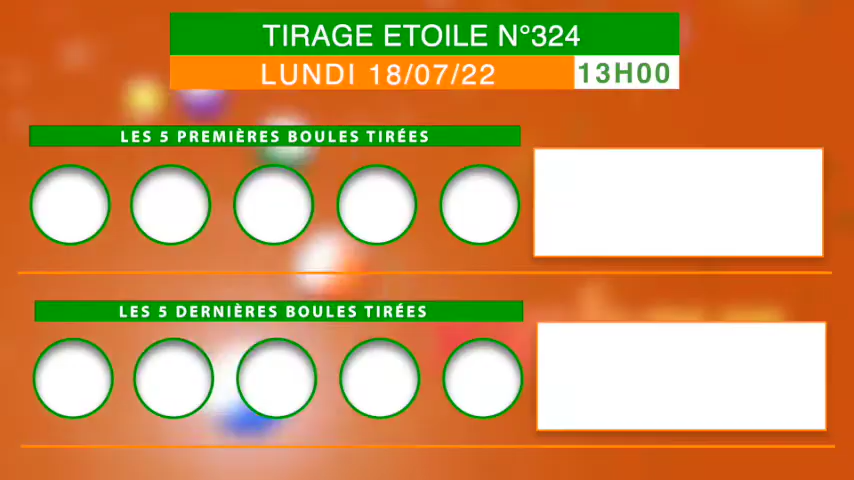 TIRAGE ETOILE N°324
LUNDI 18/07/22 13H00
LES 5 PREMIÈRES BOULES TIRÉES
LES 5 DERNIÈRES BOULES TIRÉES